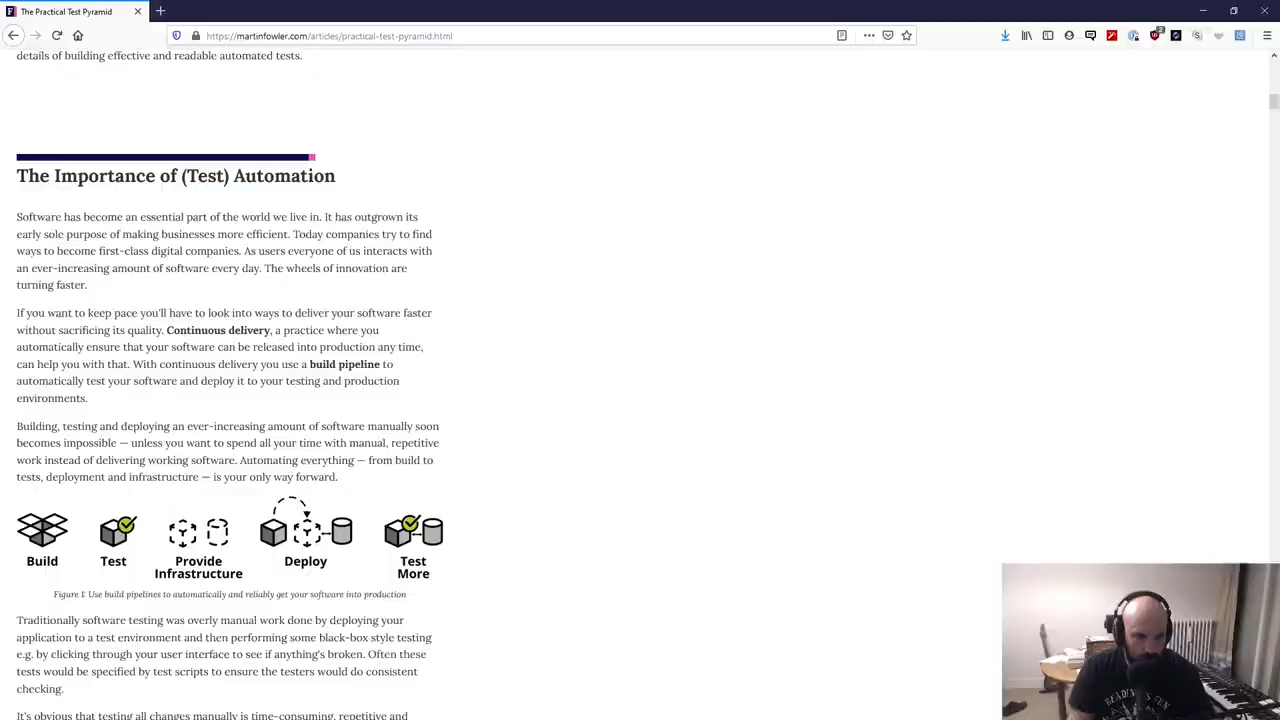 The Practical Test Pyramid
https://martinfowler.com/articles/practical-test-pyramid.html
details of building effective and readable automated tests.
The Importance of (Test) Automation
Software has become an essential part of the world we live in. It has outgrown its
early sole purpose of making businesses more efficient. Today companies try to find
ways to become first-class digital companies. As users everyone of us interacts with
an ever-increasing amount of software every day. The wheels of innovation are
turning faster.
If you want to keep pace you'll have to look into ways to deliver your software faster
without sacrificing its quality. Continuous delivery, a practice where you
automatically ensure that your software can be released into production any time,
can help you with that. With continuous delivery you use a build pipeline to
automatically test your software and deploy it to your testing and production
environments.
Building, testing and deploying an ever-increasing amount of software manually soon
becomes impossible — unless you want to spend all your time with manual, repetitive
work instead of delivering working software. Automating everything — from build to
tests, deployment and infrastructure — is your only way forward.
Build
Test
Provide
Infrastructure
Deploy
Test
More
Figure 1: Use build pipelines to automatically and reliably get your software into production
Traditionally software testing was overly manual work done by deploying your
application to a test environment and then performing some black-box style testing
e.g. by clicking through your user interface to see if anything's broken. Often these
tests would be specified by test scripts to ensure the testers would do consistent
checking.
It's obvious that testing all changes manually is time-consuming, repetitive and